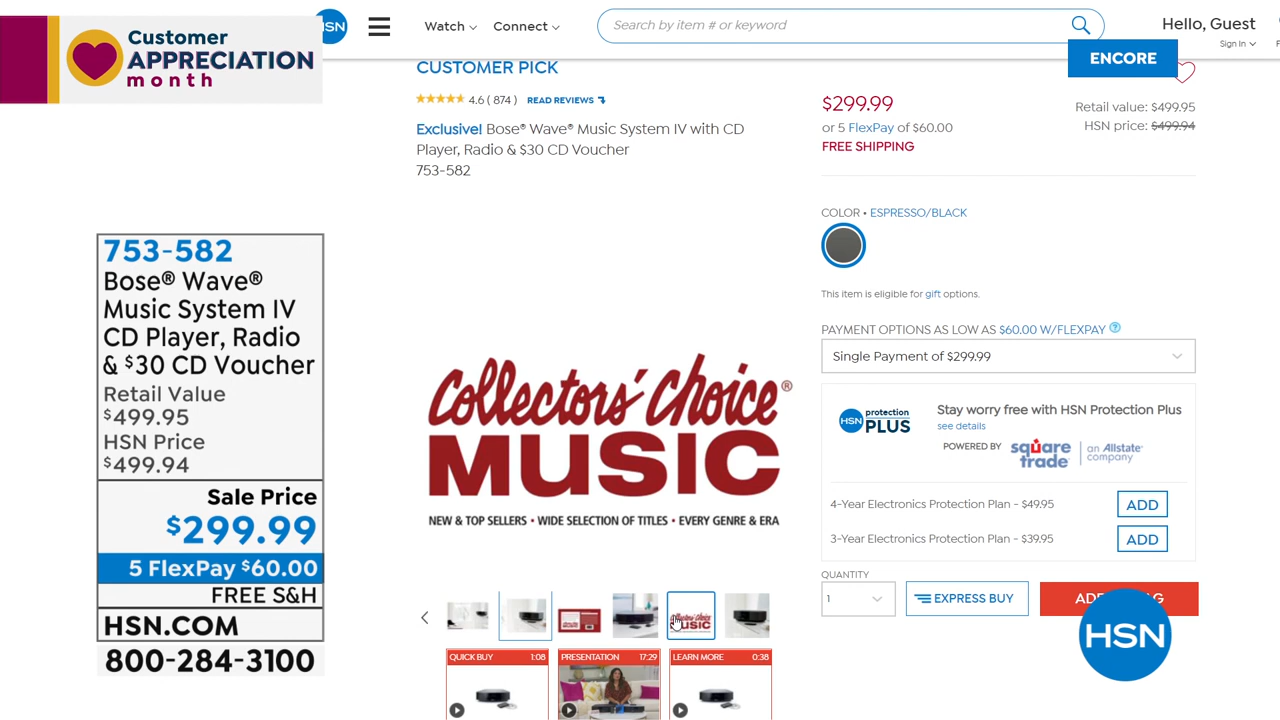 Customer
APPRECIATION
month
HSN
Watch
Connect
Search by item # or keyword
Hello, Guest
Sign In
ENCORE
CUSTOMER PICK
4.6 ( 874 ) READ REVIEWS
Exclusive! Bose® Wave® Music System IV with CD
Player, Radio & $30 CD Voucher
753-582
$299.99
or 5 FlexPay of $60.00
FREE SHIPPING
Retail value: $499.95
HSN price: $499.94
COLOR • ESPRESSO/BLACK
This item is eligible for gift options.
PAYMENT OPTIONS AS LOW AS $60.00 W/FLEXPAY ?
Single Payment of $299.99
HSN protection PLUS
Stay worry free with HSN Protection Plus
see details
POWERED BY square trade an Allstate company
4-Year Electronics Protection Plan - $49.95 ADD
3-Year Electronics Protection Plan - $39.95 ADD
QUANTITY
1
EXPRESS BUY
HSN
753-582
Bose® Wave®
Music System IV
CD Player, Radio
& $30 CD Voucher
Retail Value
$499.95
HSN Price
$499.94
Sale Price
$299.99
5 FlexPay $60.00
FREE S&H
HSN.COM
800-284-3100
Collectors' Choice®
MUSIC
NEW & TOP SELLERS • WIDE SELECTION OF TITLES • EVERY GENRE & ERA
QUICK BUY 1:08
PRESENTATION 17:29
LEARN MORE 0:38